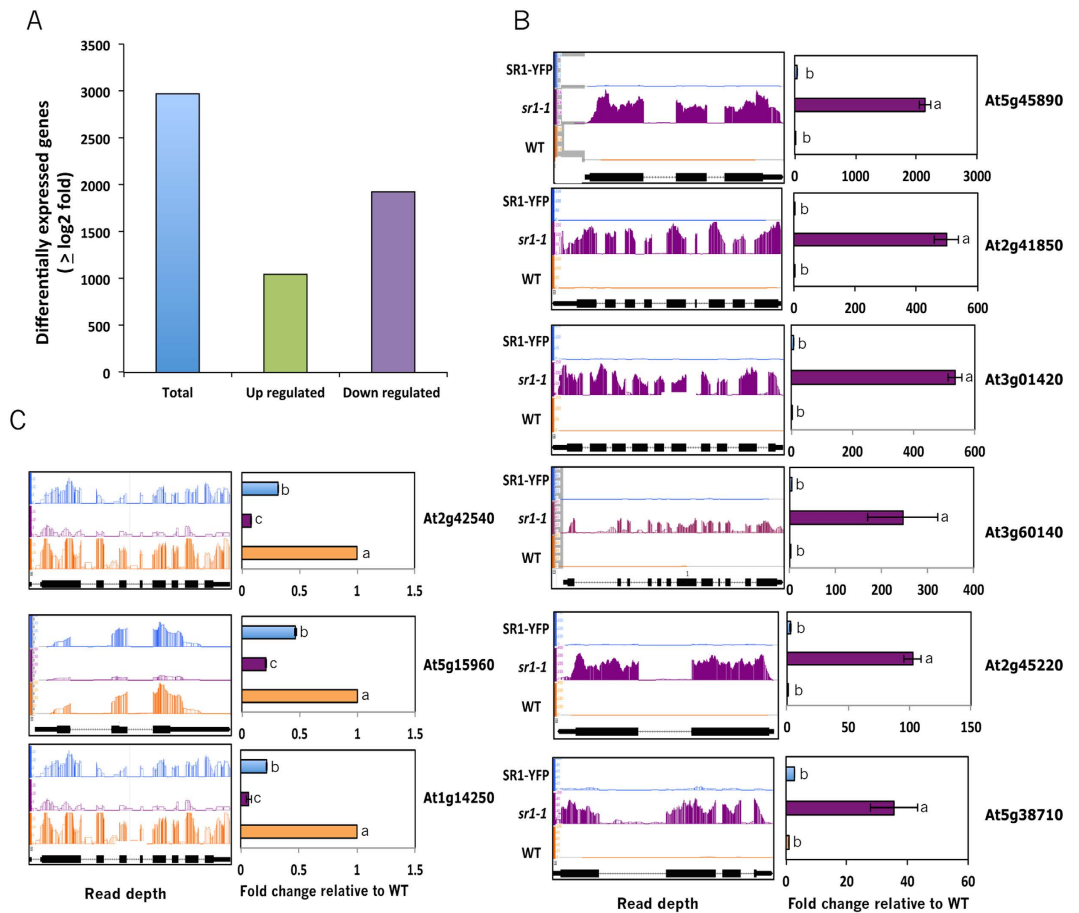 A
Differentially expressed genes
( ≥ log2 fold)
3500
3000
2500
2000
1500
1000
500
0
Total
Up regulated
Down regulated
B
SR1-YFP
sr1-1
WT
b
a
b
0 1000 2000 3000
At5g45890
SR1-YFP
sr1-1
WT
b
a
b
0 200 400 600
At2g41850
SR1-YFP
sr1-1
WT
b
a
b
0 200 400 600
At3g01420
SR1-YFP
sr1-1
WT
1
b
a
b
0 100 200 300 400
At3g60140
SR1-YFP
sr1-1
WT
b
a
b
0 50 100 150
At2g45220
SR1-YFP
sr1-1
WT
b
a
b
0 20 40 60
At5g38710
Read depth
Fold change relative to WT
C
b
c
a
0 0.5 1 1.5
At2g42540
b
c
a
0 0.5 1 1.5
At5g15960
b
c
a
0 0.5 1 1.5
At1g14250
Read depth
Fold change relative to WT